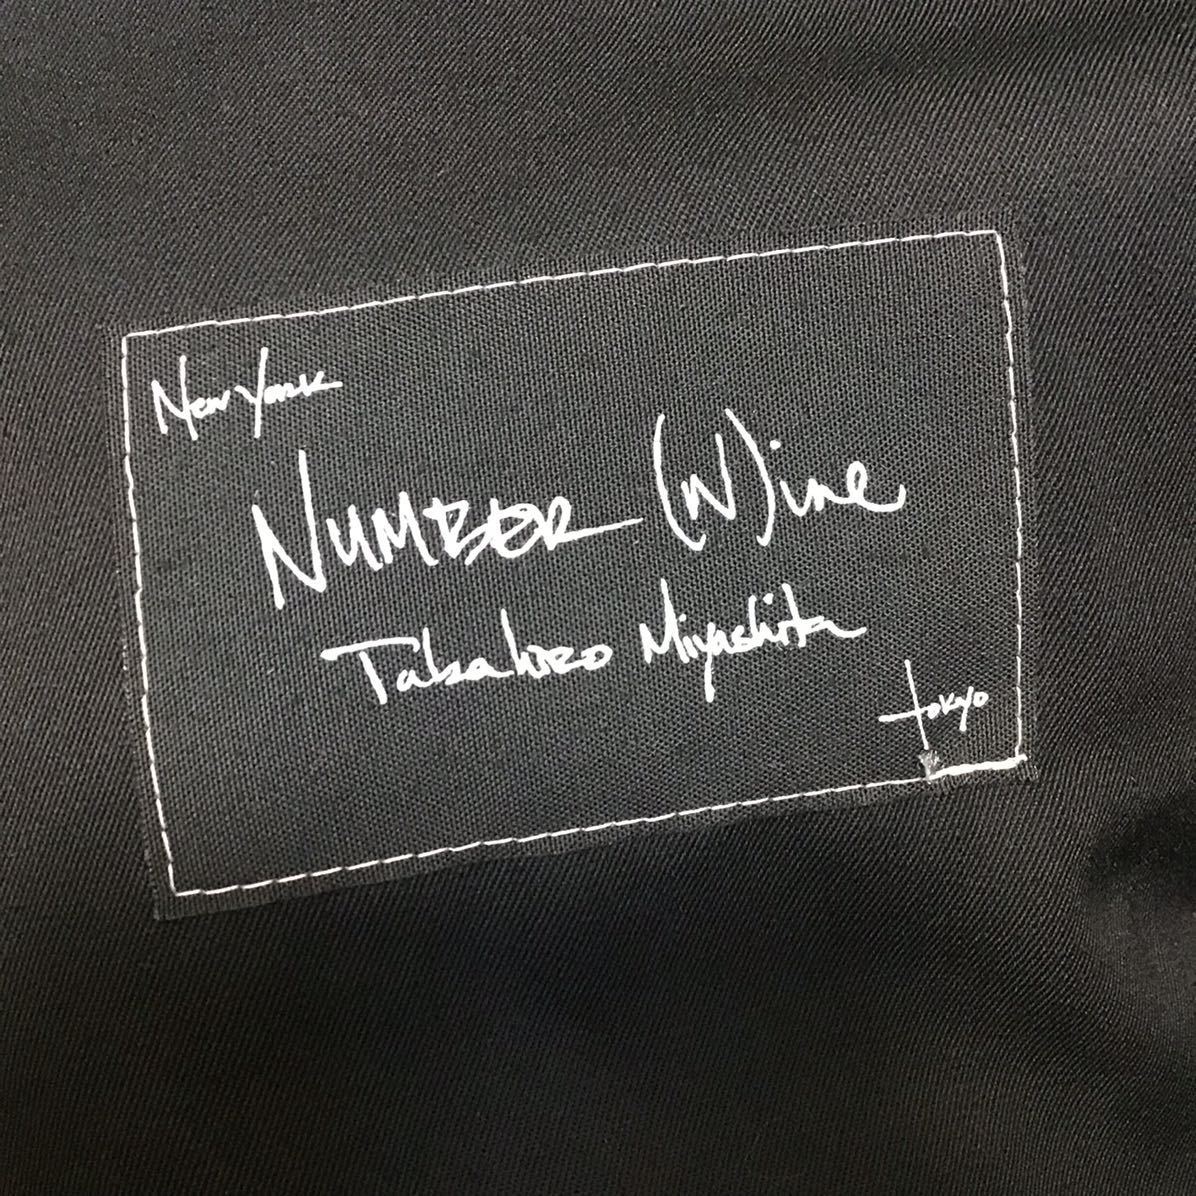 New York
NUMBER (N)ine
Takahiro Miyashita
tokyo